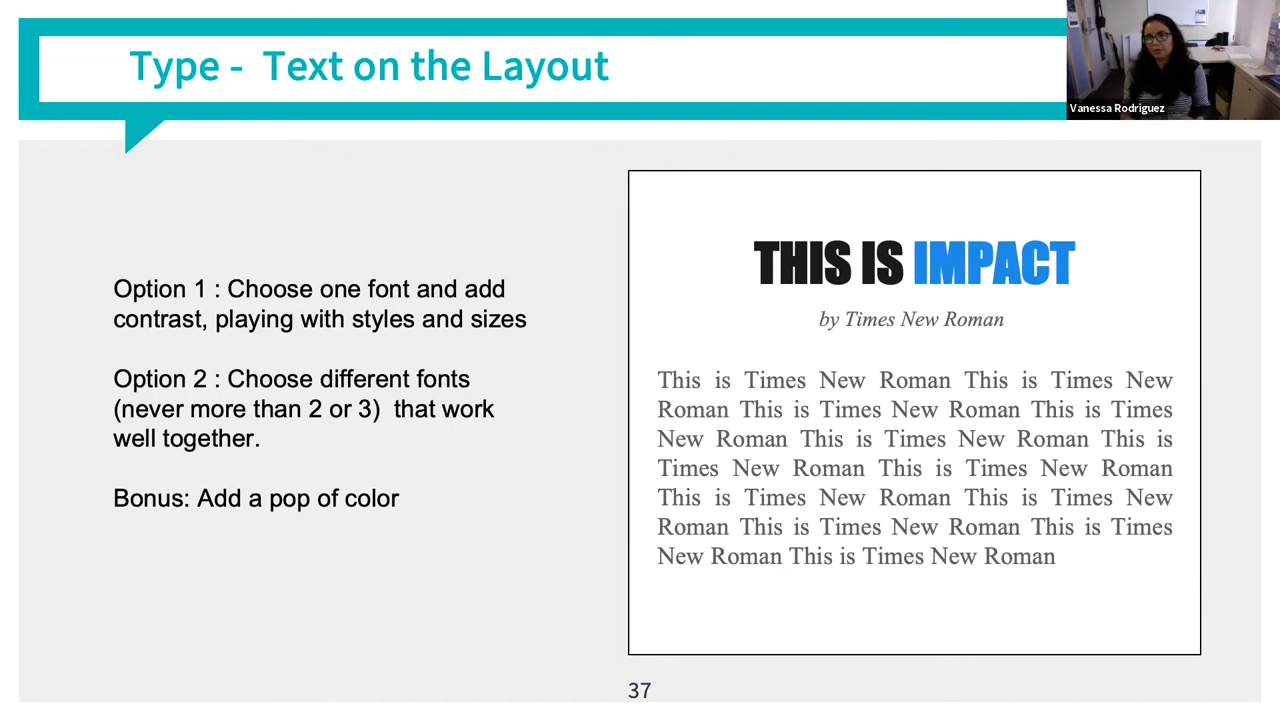 Type -  Text on the Layout
Vanessa Rodriguez
Option 1 : Choose one font and add
contrast, playing with styles and sizes
Option 2 : Choose different fonts
(never more than 2 or 3)  that work
well together.
Bonus: Add a pop of color
THIS IS IMPACT
by Times New Roman
This is Times New Roman This is Times New
Roman This is Times New Roman This is Times
New Roman This is Times New Roman This is
Times New Roman This is Times New Roman
This is Times New Roman This is Times New
Roman This is Times New Roman This is Times
New Roman This is Times New Roman
37